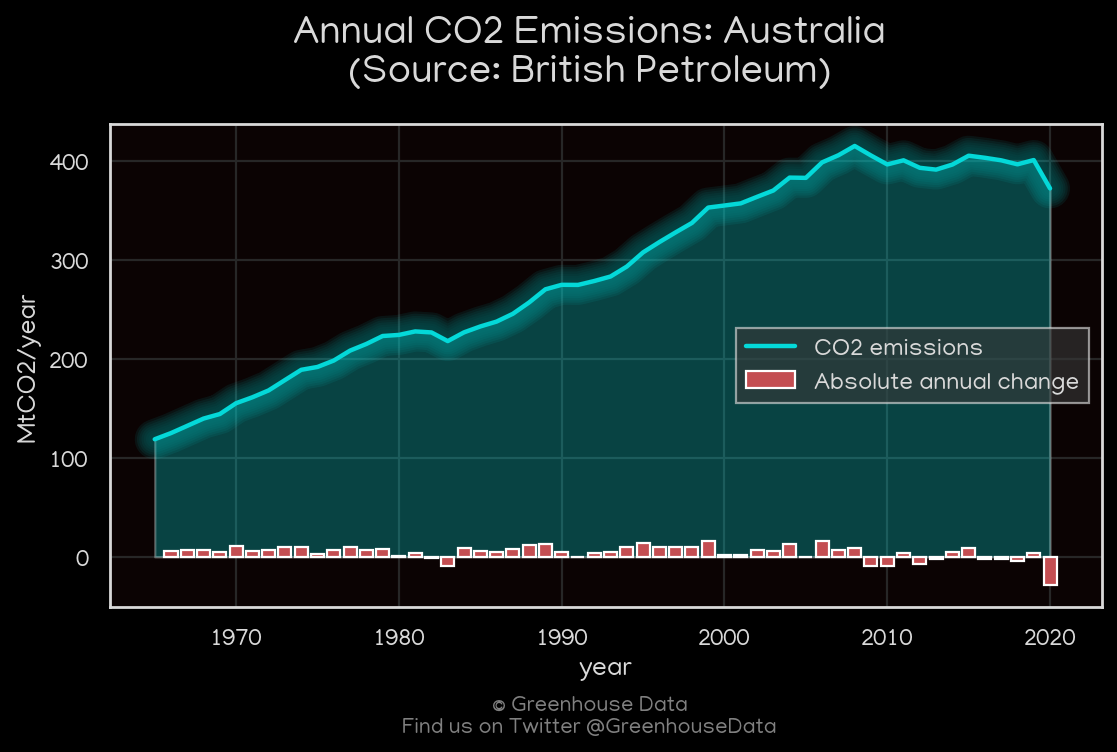 Annual CO2 Emissions: Australia
(Source: British Petroleum)
MtCO2/year
400
300
200
100
0
CO2 emissions
Absolute annual change
1970 1980 1990 2000 2010 2020
year
© Greenhouse Data
Find us on Twitter @GreenhouseData